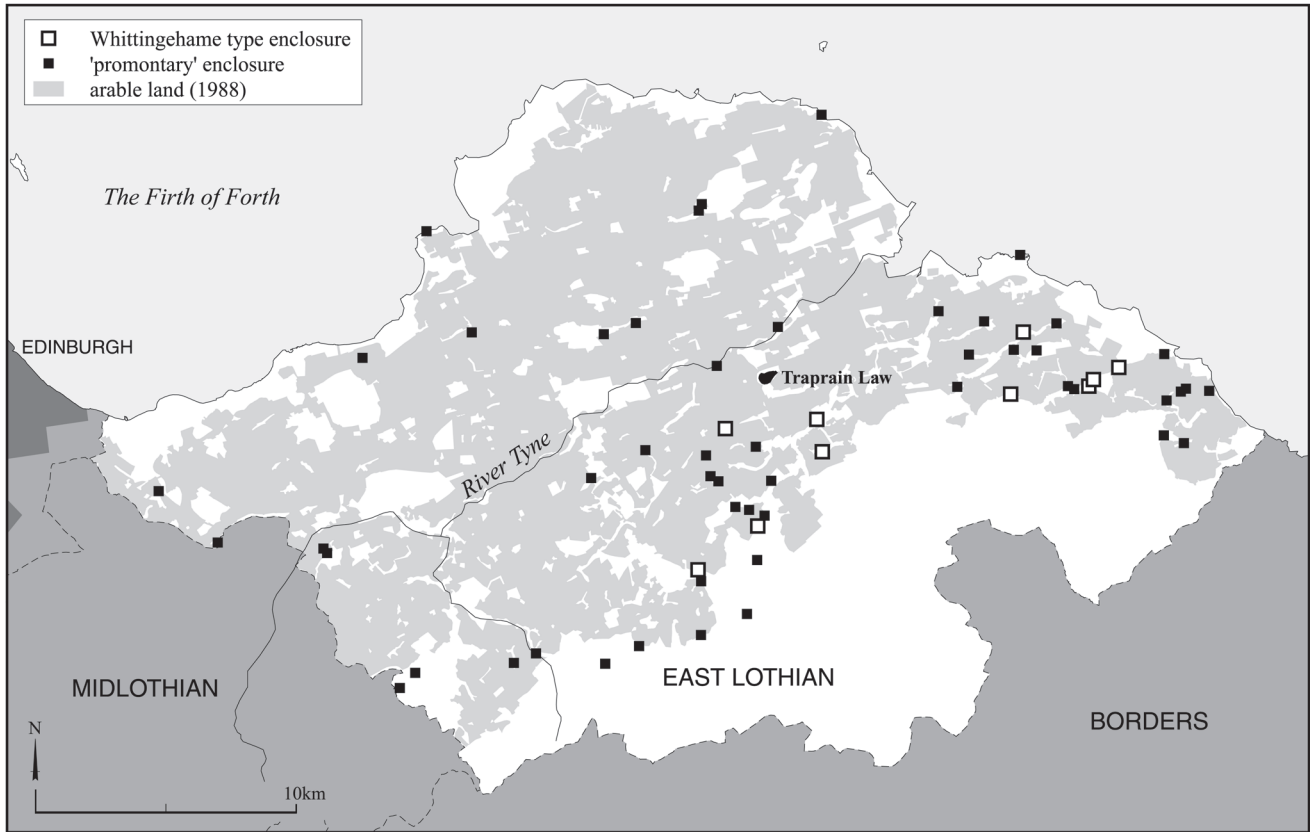 Whittingehame type enclosure
'promontary' enclosure
arable land (1988)
The Firth of Forth
EDINBURGH
Traprain Law
River Tyne
MIDLOTHIAN
EAST LOTHIAN
BORDERS
N
10km